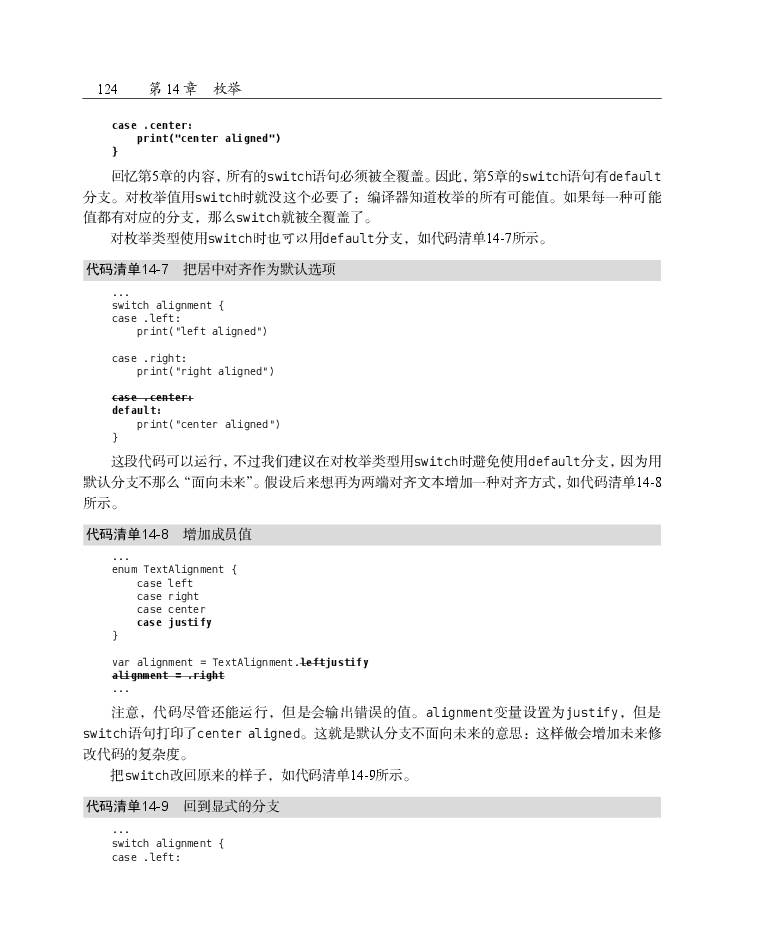 124 第 14 章 枚举
case .center:
    print("center aligned")
}
回忆第5章的内容，所有的switch语句必须被全覆盖。因此，第5章的switch语句有default
分支。对枚举值用switch时就没这个必要了：编译器知道枚举的所有可能值。如果每一种可能
值都有对应的分支，那么switch就被全覆盖了。
对枚举类型使用switch时也可以用default分支，如代码清单14-7所示。
代码清单14-7 把居中对齐作为默认选项
...
switch alignment {
case .left:
    print("left aligned")
case .right:
    print("right aligned")
case .center:
default:
    print("center aligned")
}
这段代码可以运行，不过我们建议在对枚举类型用switch时避免使用default分支，因为用
默认分支不那么“面向未来”。假设后来想再为两端对齐文本增加一种对齐方式，如代码清单14-8
所示。
代码清单14-8 增加成员值
...
enum TextAlignment {
    case left
    case right
    case center
    case justify
}
var alignment = TextAlignment.leftjustify
alignment = .right
...
注意，代码尽管还能运行，但是会输出错误的值。alignment变量设置为justify，但是
switch语句打印了center aligned。这就是默认分支不面向未来的意思：这样做会增加未来修
改代码的复杂度。
把switch改回原来的样子，如代码清单14-9所示。
代码清单14-9 回到显式的分支
...
switch alignment {
case .left: